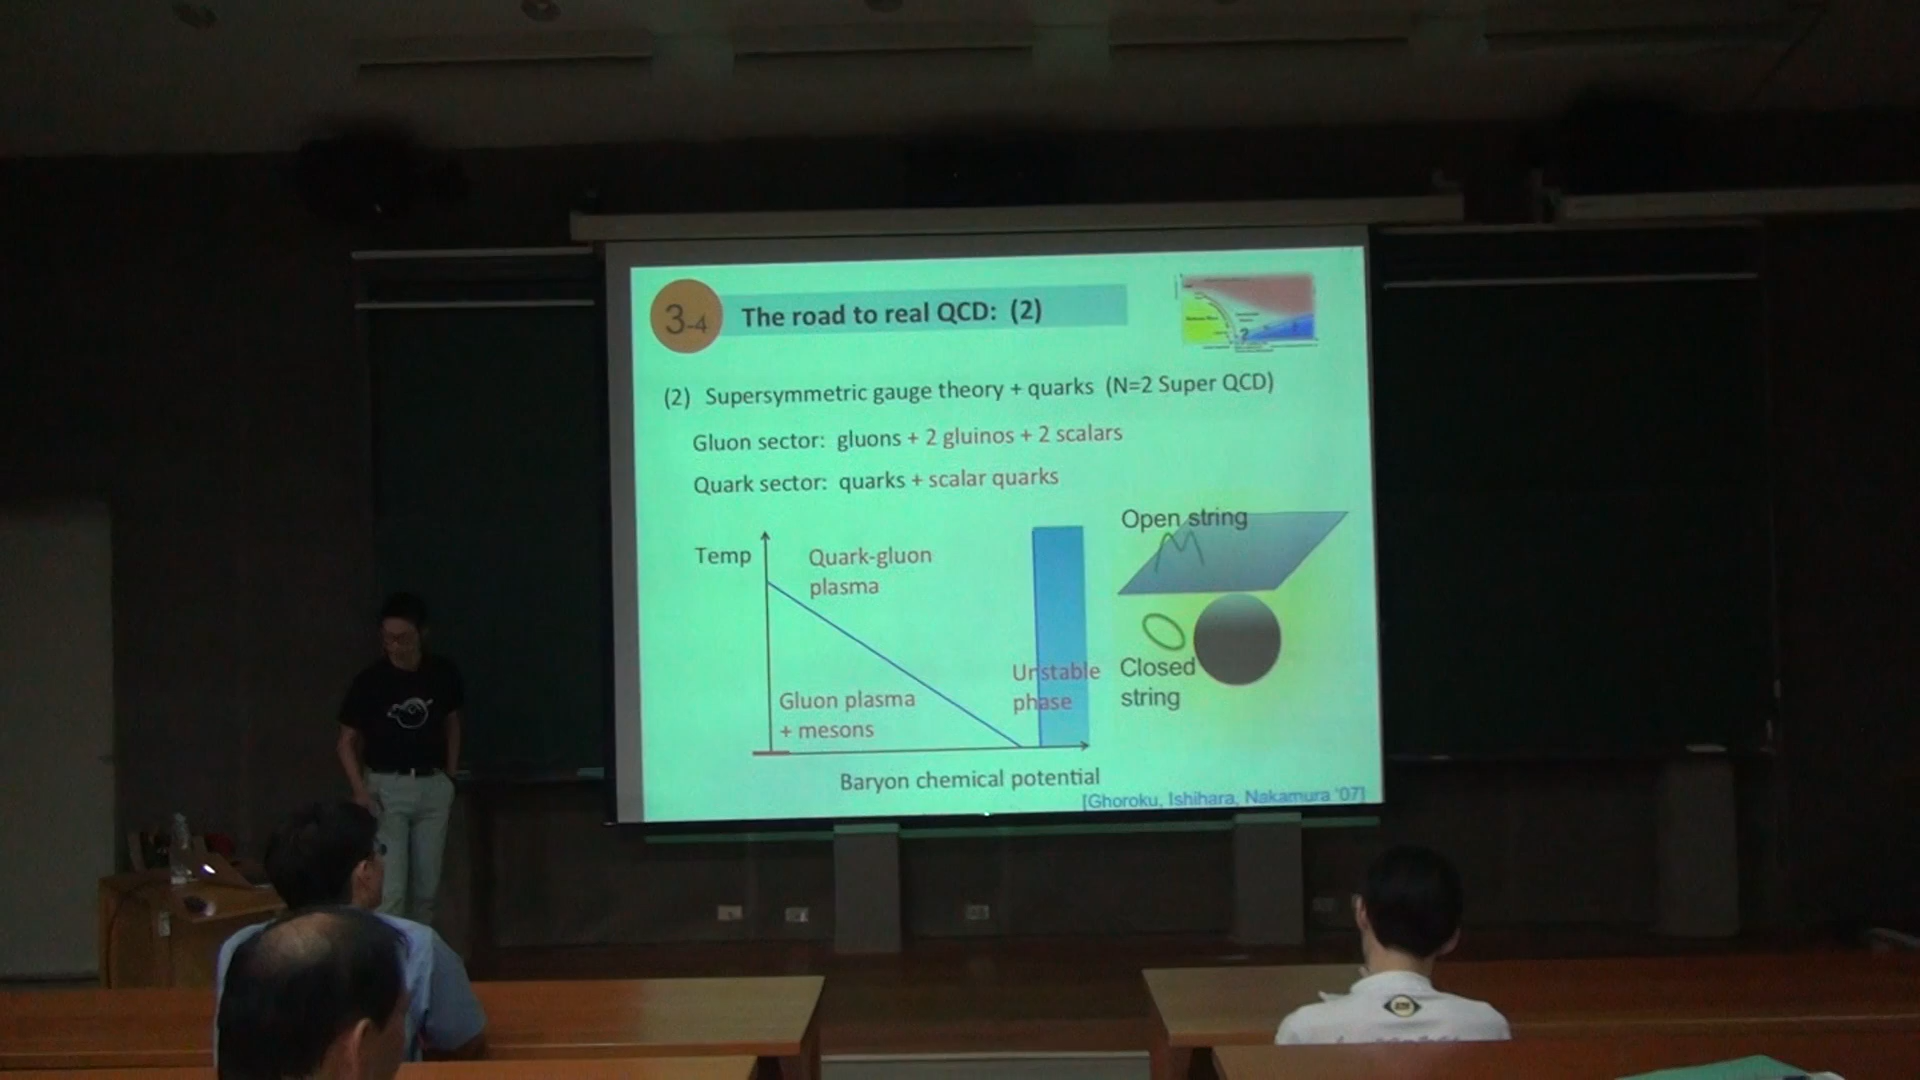 3-4
The road to real QCD: (2)
?
(2) Supersymmetric gauge theory + quarks (N=2 Super QCD)
Gluon sector: gluons + 2 gluinos + 2 scalars
Quark sector: quarks + scalar quarks
Temp
Quark-gluon
plasma
Open string
Gluon plasma
+ mesons
Unstable
phase
Closed
string
Baryon chemical potential
[Ghoroku, Ishihara, Nakamura '07]